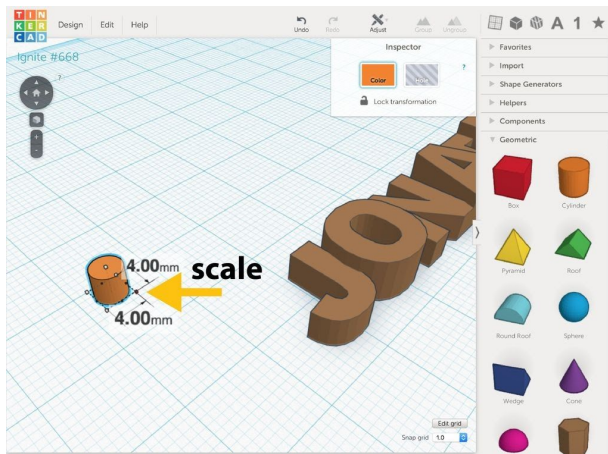 TIN
KER
CAD
Design Edit Help
Undo Redo Adjust Group Ungroup
A 1
Ignite #668
?
+
-
Inspector
Color Hole
?
Lock transformation
Favorites
Import
Shape Generators
Helpers
Components
Geometric
Box Cylinder
Pyramid Roof
Round Roof Sphere
Wedge Cone
JONA
4.00mm
scale
4.00mm
Edit grid
Snap grid 1.0